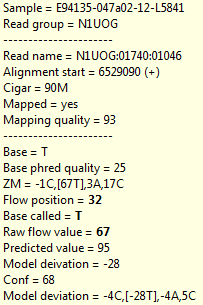 Sample = E94135-047a02-12-L5841
Read group = N1UOG
----------------------
Read name = N1UOG:01740:01046
Alignment start = 6529090 (+)
Cigar = 90M
Mapped = yes
Mapping quality = 93
----------------------
Base = T
Base phred quality = 25
ZM = -1C,[67T],3A,17C
Flow position = 32
Base called = T
Raw flow value = 67
Predicted value = 95
Model deivation = -28
Conf = 68
Model deviation = -4C,[-28T],-4A,5C